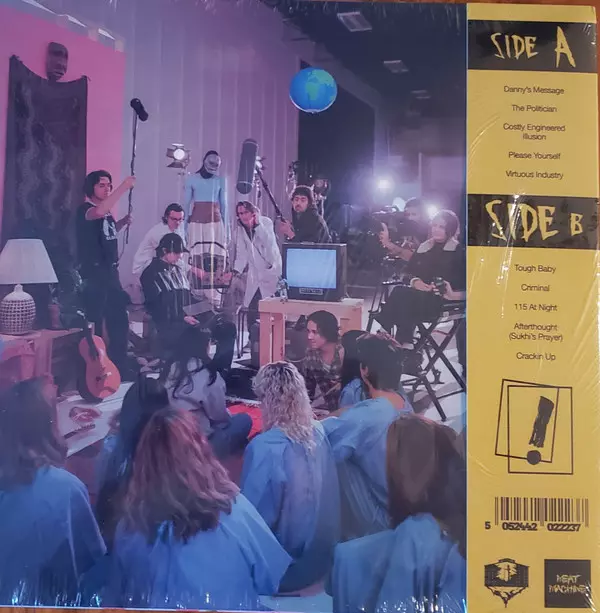 SIDE A
Danny's Message
The Politician
Costly Engineered
Illusion
Please Yourself
Virtuous Industry
SIDE B
Tough Baby
Criminal
115 At Night
Afterthought
(Sukhi's Prayer)
Crackin Up
5 052442 022237
MEAT
MACHINE